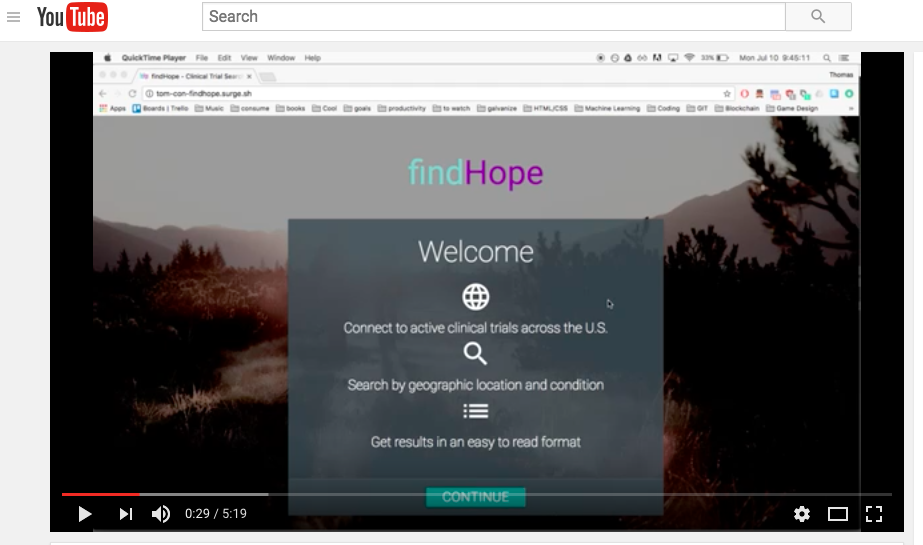 YouTube
Search
QuickTime Player File Edit View Window Help
33% Mon Jul 10 9:45:11
findHope - Clinical Trial Searc
Thomas
tom-con-findhope.surge.sh
Apps Boards | Trello Music consume books Cool goals productivity to watch galvanize HTML/CSS Machine Learning Coding GIT Blockchain Game Design »
findHope
Welcome
Connect to active clinical trials across the U.S.
Search by geographic location and condition
Get results in an easy to read format
CONTINUE
0:29 / 5:19